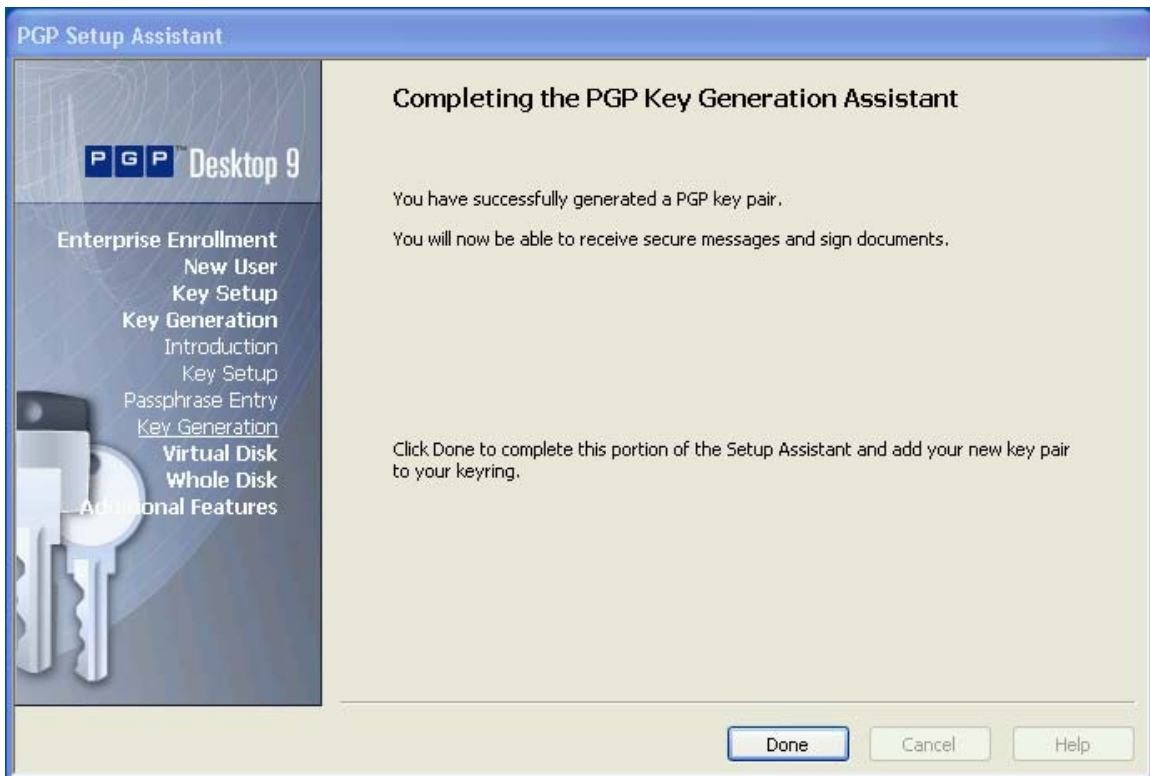 PGP Setup Assistant
PGP™ Desktop 9
Enterprise Enrollment
New User
Key Setup
Key Generation
Introduction
Key Setup
Passphrase Entry
Key Generation
Virtual Disk
Whole Disk
Additional Features
Completing the PGP Key Generation Assistant
You have successfully generated a PGP key pair.
You will now be able to receive secure messages and sign documents.
Click Done to complete this portion of the Setup Assistant and add your new key pair
to your keyring.
Done
Cancel
Help